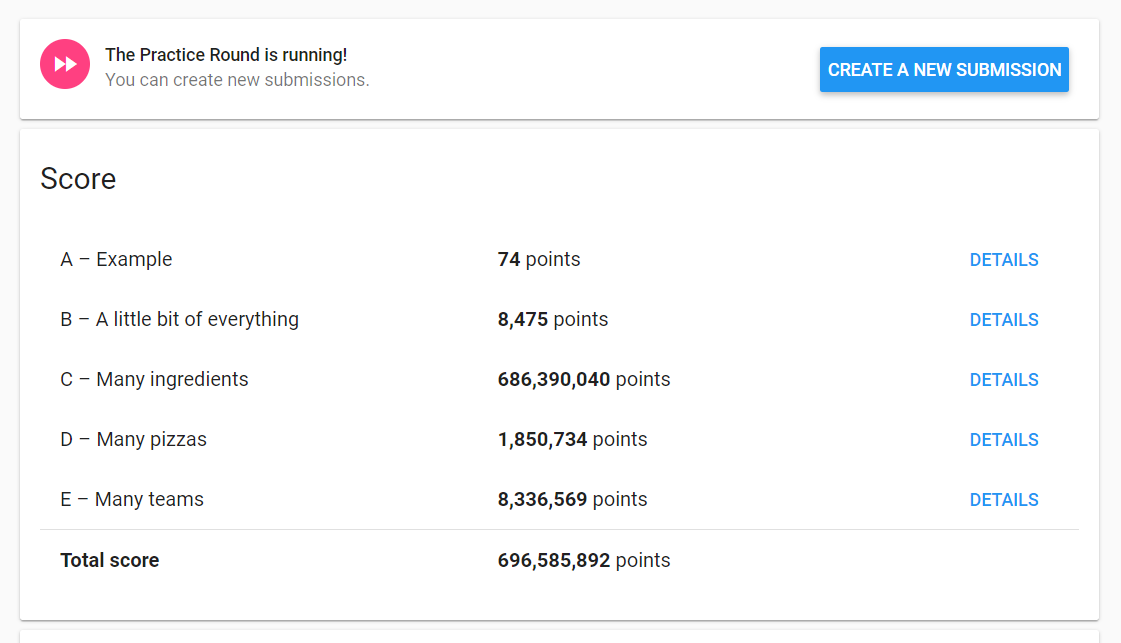 The Practice Round is running!
You can create new submissions.
CREATE A NEW SUBMISSION
Score
A – Example 74 points DETAILS
B – A little bit of everything 8,475 points DETAILS
C – Many ingredients 686,390,040 points DETAILS
D – Many pizzas 1,850,734 points DETAILS
E – Many teams 8,336,569 points DETAILS
Total score 696,585,892 points